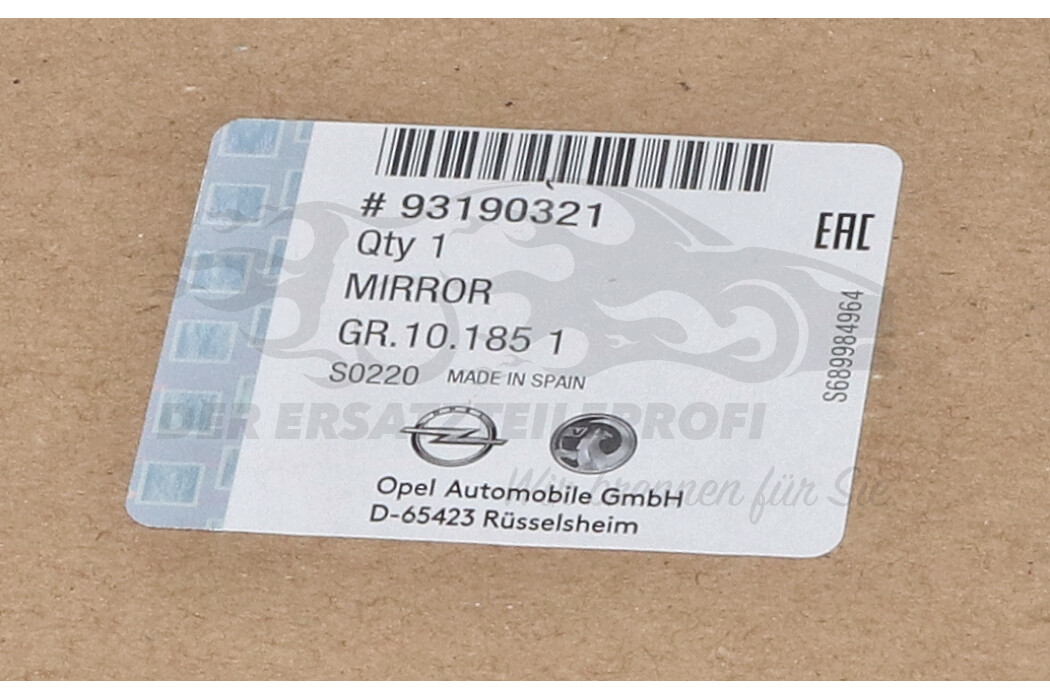 # 93190321
Qty 1
MIRROR
GR.10.185 1
S0220 MADE IN SPAIN
EAC
S689984964
OPEL
Opel Automobile GmbH
D-65423 Rüsselsheim
DER ERSATZTEILEPROFI
Wir brennen für Sie